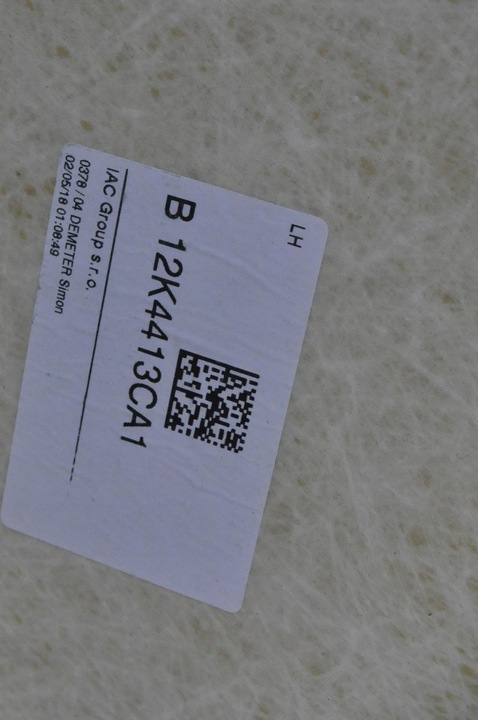 LH
B 12K4413CA1
IAC Group s.r.o.
0378 / 04 DEMETER Simon
02/05/18 01:08:49